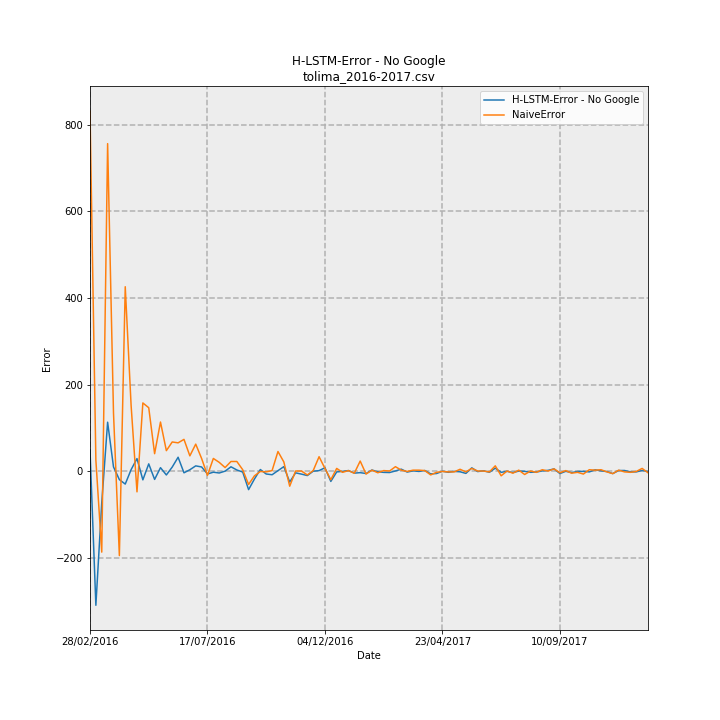 H-LSTM-Error - No Google
tolima_2016-2017.csv
H-LSTM-Error - No Google
NaiveError
800
600
400
200
0
−200
Error
28/02/2016
17/07/2016
04/12/2016
23/04/2017
10/09/2017
Date